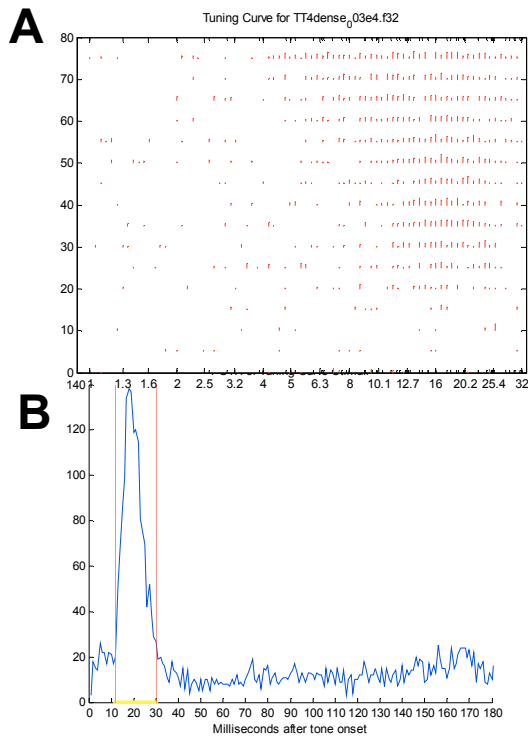 A
Tuning Curve for TT4dense₀03e4.f32
80
70
60
50
40
30
20
10
0
1 1.3 1.6 2 2.5 3.2 4 5 6.3 8 10.1 12.7 16 20.2 25.4 32
B
140
120
100
80
60
40
20
0
0 10 20 30 40 50 60 70 80 90 100 110 120 130 140 150 160 170 180
Milliseconds after tone onset